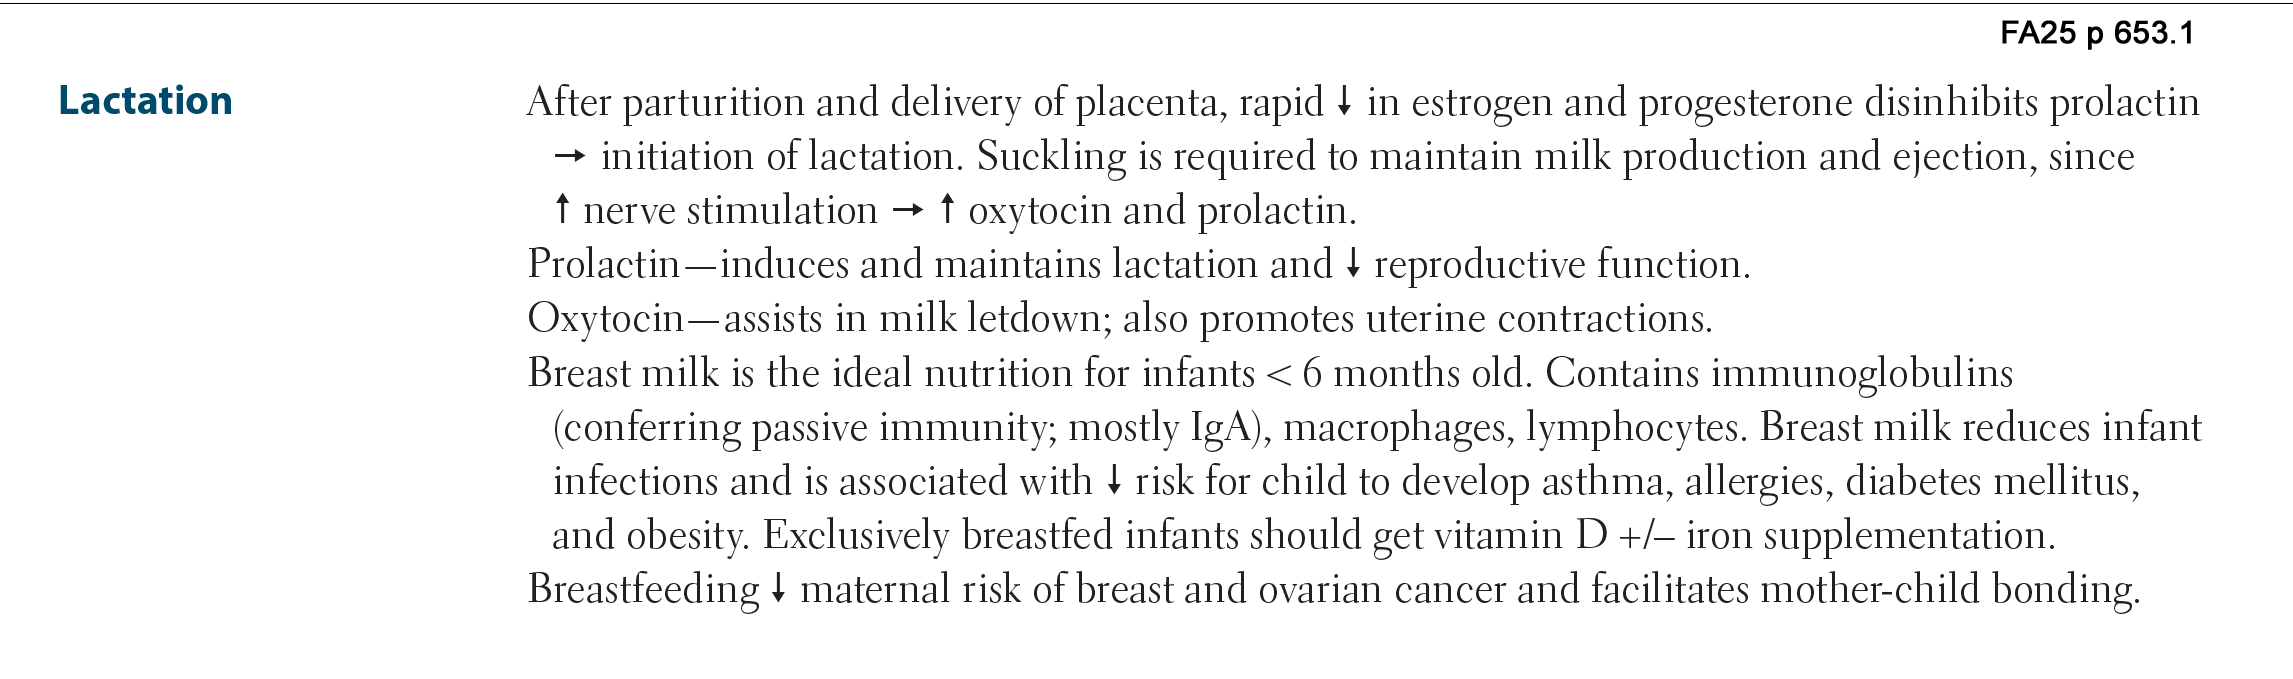 FA25 p 653.1
Lactation
After parturition and delivery of placenta, rapid ↓ in estrogen and progesterone disinhibits prolactin
→ initiation of lactation. Suckling is required to maintain milk production and ejection, since
↑ nerve stimulation → ↑ oxytocin and prolactin.
Prolactin—induces and maintains lactation and ↓ reproductive function.
Oxytocin—assists in milk letdown; also promotes uterine contractions.
Breast milk is the ideal nutrition for infants < 6 months old. Contains immunoglobulins
(conferring passive immunity; mostly IgA), macrophages, lymphocytes. Breast milk reduces infant
infections and is associated with ↓ risk for child to develop asthma, allergies, diabetes mellitus,
and obesity. Exclusively breastfed infants should get vitamin D +/– iron supplementation.
Breastfeeding ↓ maternal risk of breast and ovarian cancer and facilitates mother-child bonding.